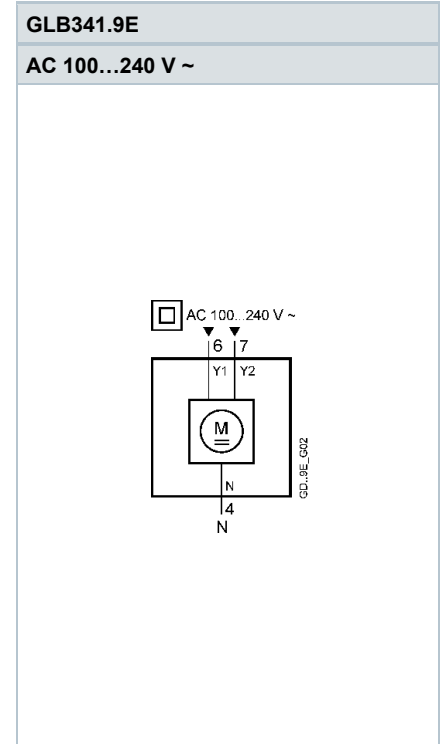 GLB341.9E
AC 100…240 V ~
AC 100...240 V ~
6 7
Y1 Y2
M
N
4
N
GD..9E_G02